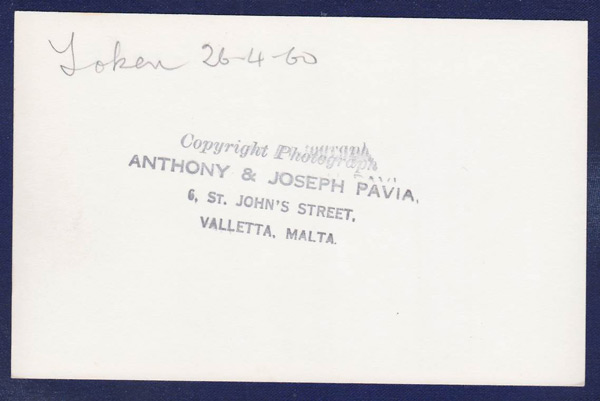 Token 26-4-60
Copyright Photograph
ANTHONY & JOSEPH PAVIA,
6, ST. JOHN'S STREET,
VALLETTA, MALTA.